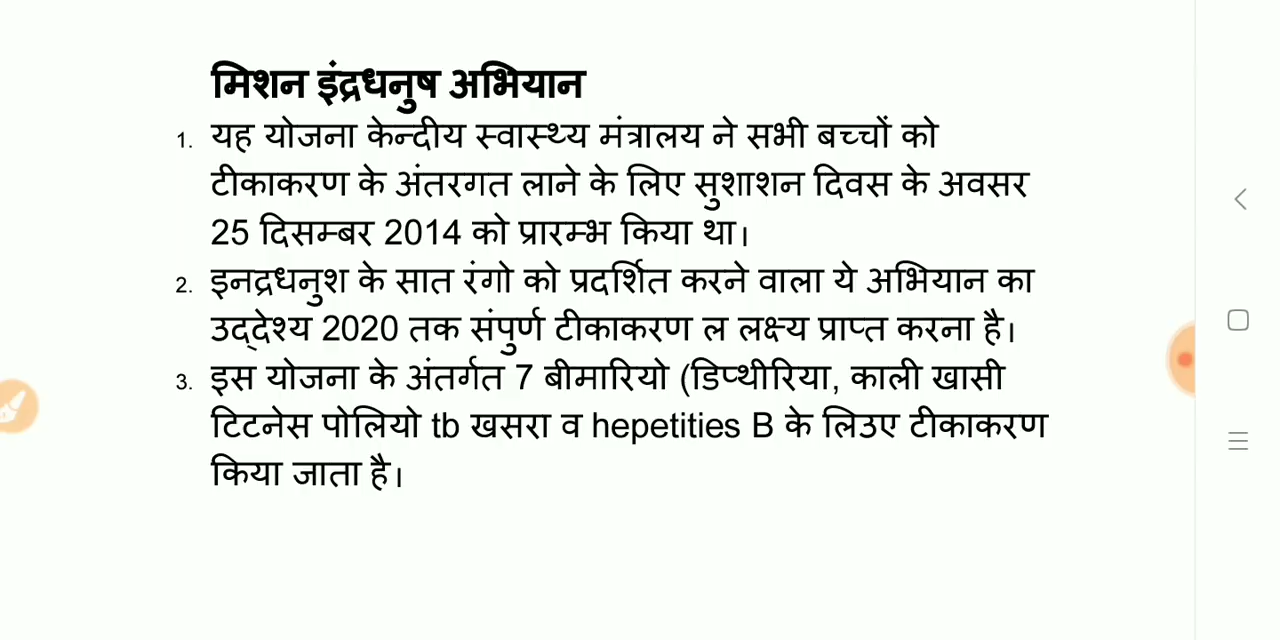 मिशन इंद्रधनुष अभियान
1. यह योजना केन्दीय स्वास्थ्य मंत्रालय ने सभी बच्चों को
टीकाकरण के अंतरगत लाने के लिए सुशाशन दिवस के अवसर
25 दिसम्बर 2014 को प्रारम्भ किया था।
2. इनद्रधनुश के सात रंगो को प्रदर्शित करने वाला ये अभियान का
उद्देश्य 2020 तक संपुर्ण टीकाकरण ल लक्ष्य प्राप्त करना है।
3. इस योजना के अंतर्गत 7 बीमारियो (डिप्थीरिया, काली खासी
टिटनेस पोलियो tb खसरा व hepetities B के लिउए टीकाकरण
किया जाता है।